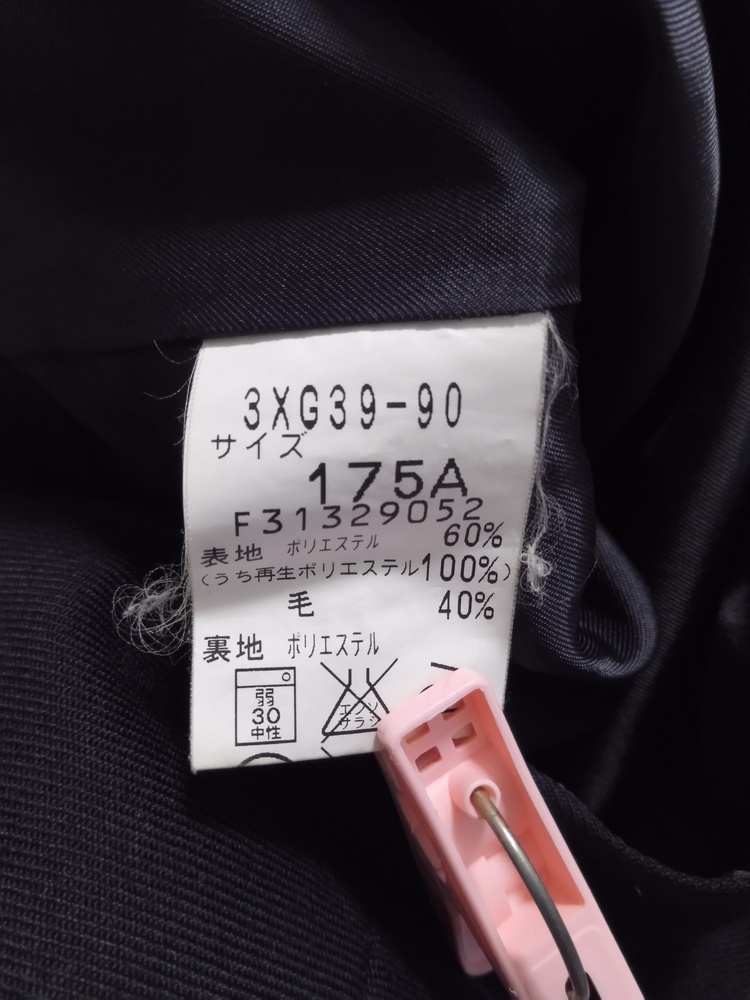 3XG39-90
サイズ
175A
F31329052
表地 ポリエステル 60%
(うち再生ポリエステル100%)
毛 40%
裏地 ポリエステル
弱
30
中性
エンソ
サラシ